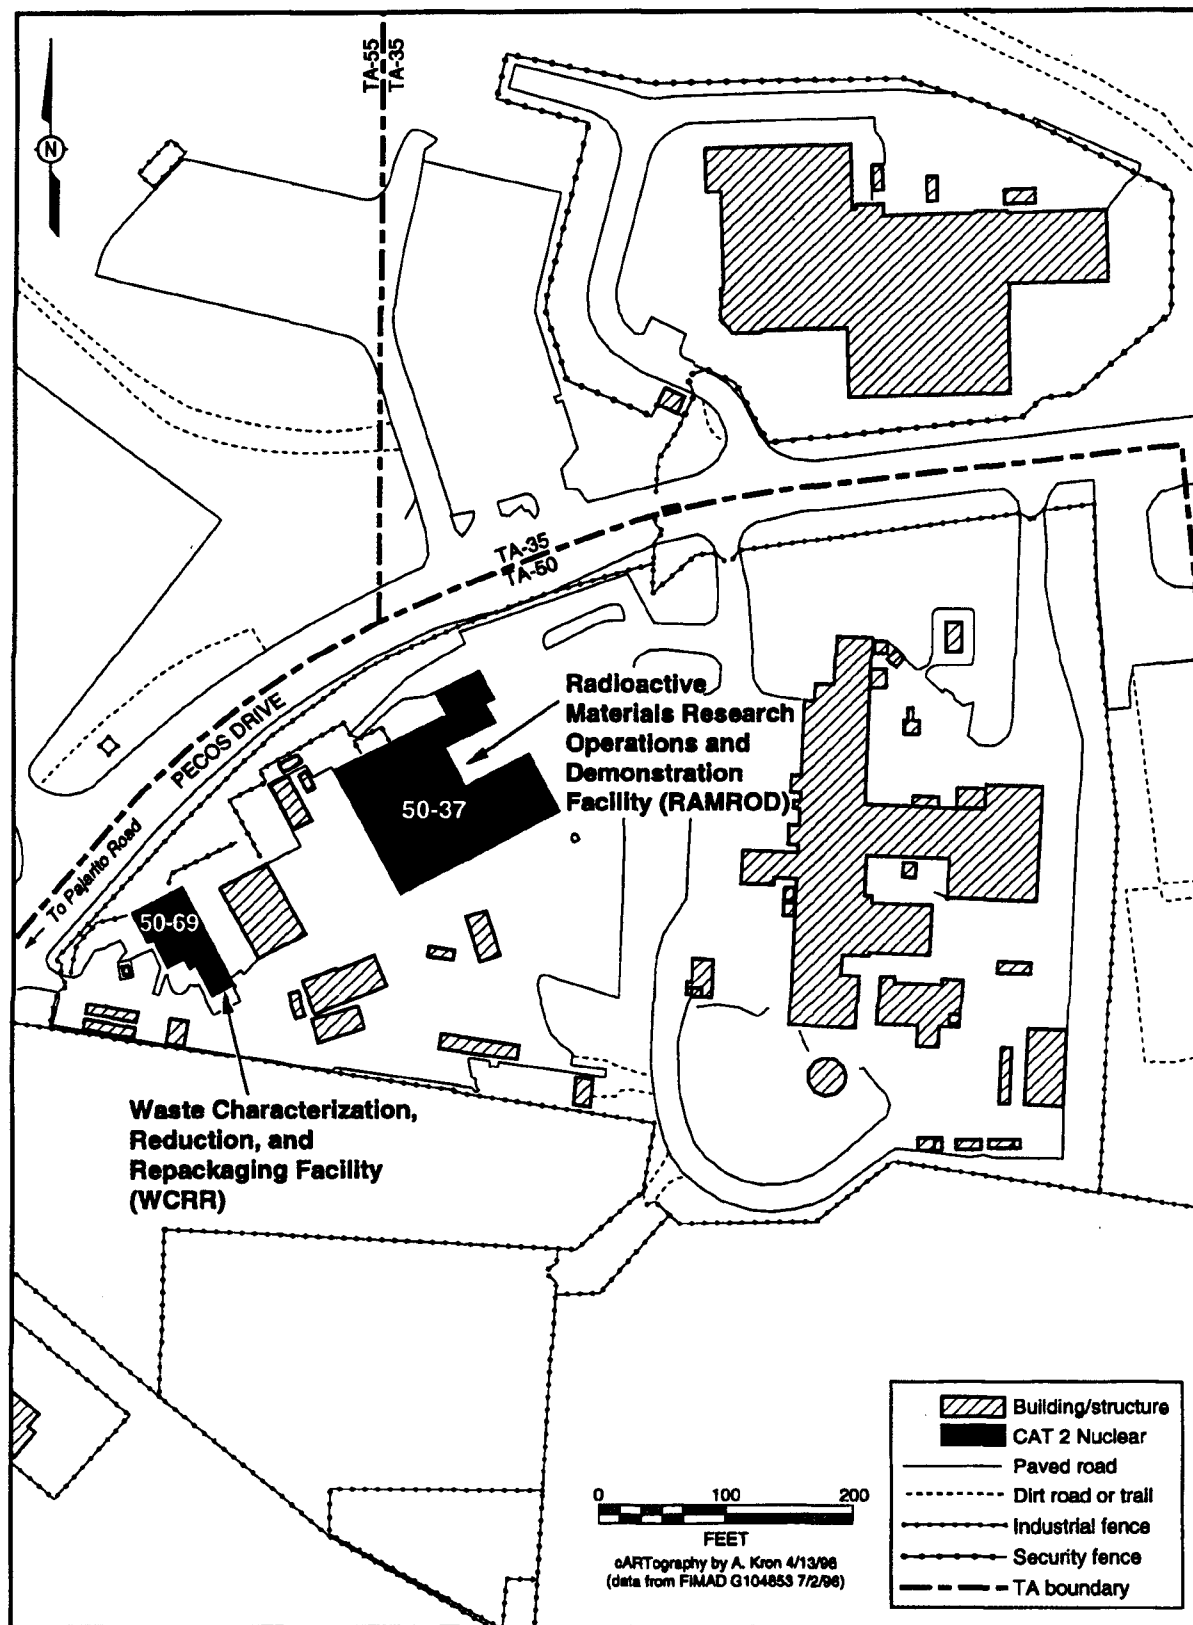 TA-55
TA-35
N
TA-35
TA-50
PECOS DRIVE
To Pajarito Road
Radioactive
Materials Research
Operations and
Demonstration
Facility (RAMROD)
50-37
50-69
Waste Characterization,
Reduction, and
Repackaging Facility
(WCRR)
Building/structure
CAT 2 Nuclear
Paved road
Dirt road or trail
Industrial fence
Security fence
TA boundary
0 100 200
FEET
cARTography by A. Kron 4/13/98
(data from FIMAD G104853 7/2/96)